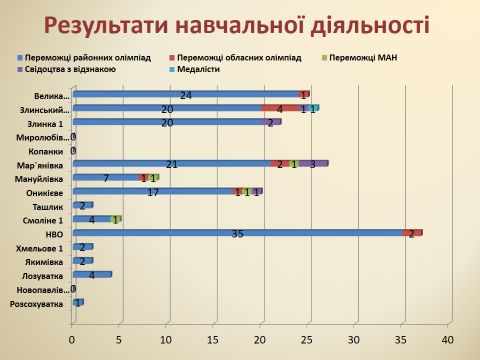 Результати навчальної діяльності
Переможці районних олімпіад Переможці обласних олімпіад Переможці МАН
Свідоцтва з відзнакою Медалісти
Велика... 24 1
Злинський... 20 4 1 1
Злинка 1 20 2
Миролюбів... 0
Копанки 0
Мар`янівка 21 2 1 3
Мануйлівка 7 1 1
Оникієве 17 1 1 1
Ташлик 2
Смоліне 1 4 1
НВО 35 2
Хмельове 1 2
Якимівка 2
Лозуватка 4
Новопавлів... 0
Розсохуватка 1
0 5 10 15 20 25 30 35 40